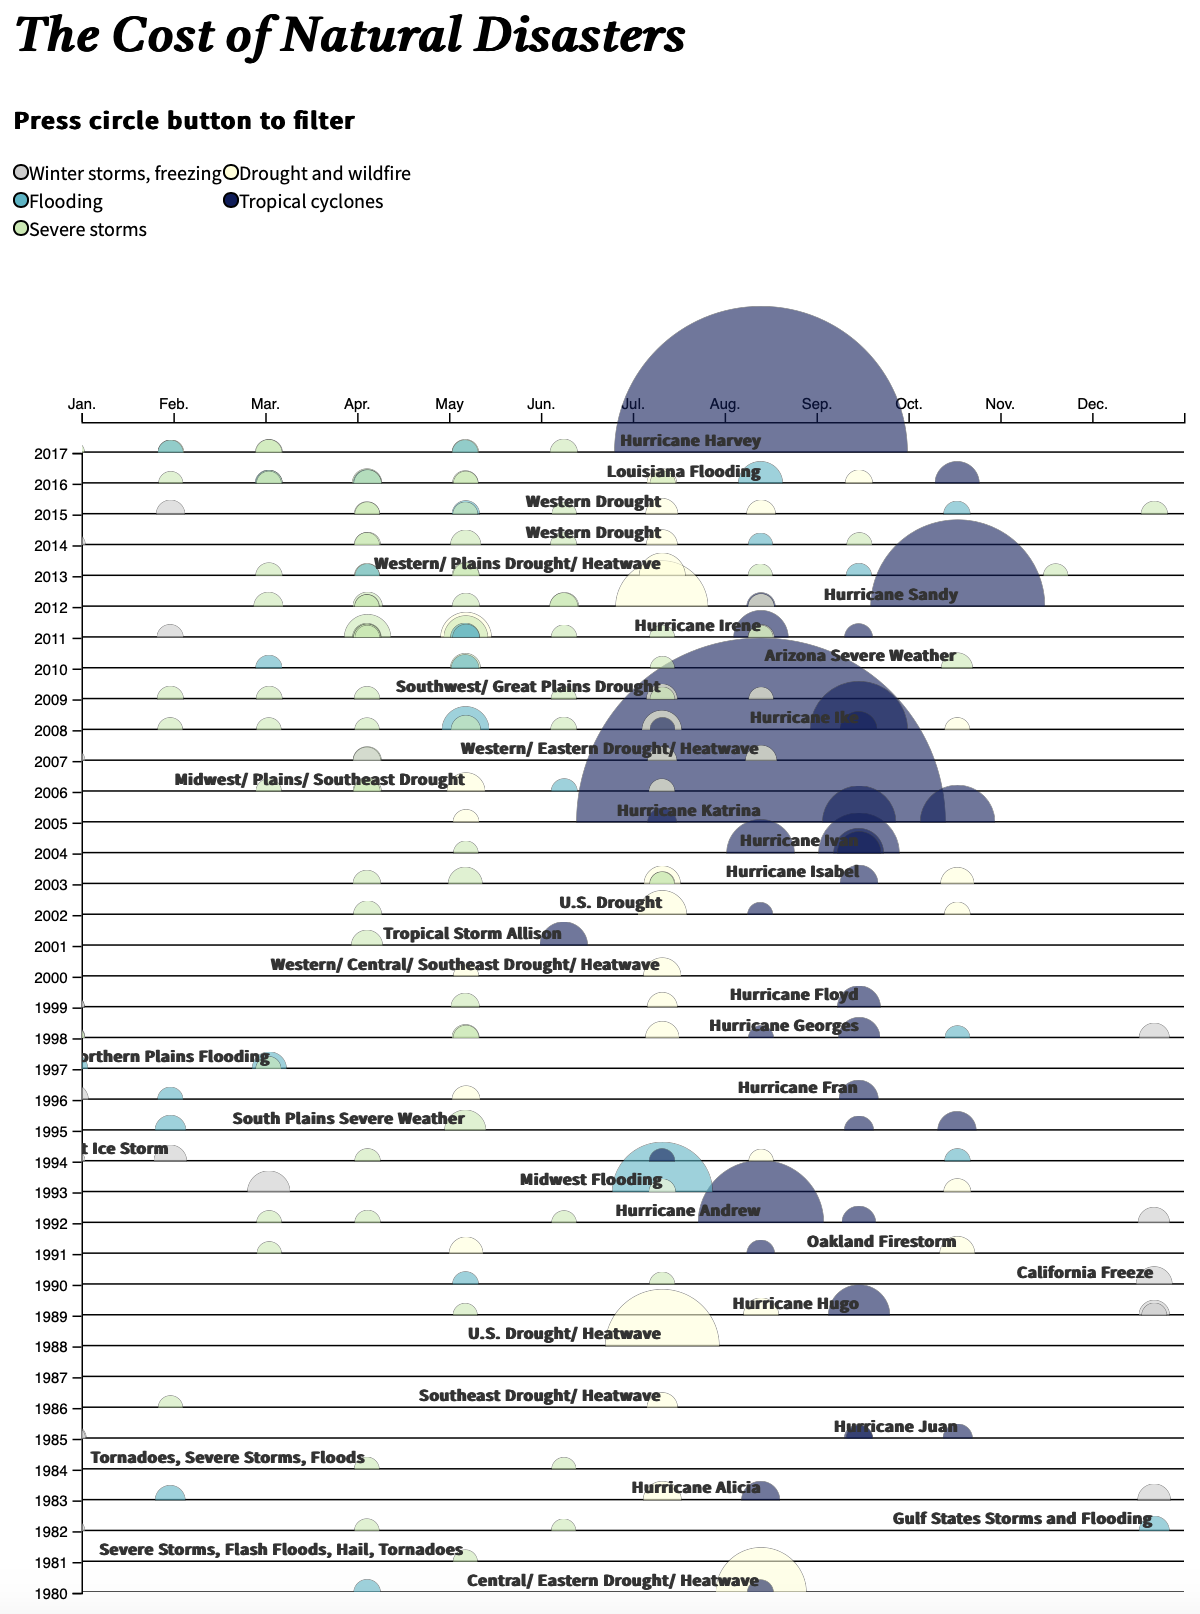 The Cost of Natural Disasters
Press circle button to filter
Winter storms, freezing Drought and wildfire
Flooding Tropical cyclones
Severe storms
Jan. Feb. Mar. Apr. May Jun. Jul. Aug. Sep. Oct. Nov. Dec.
Hurricane Harvey
2017
Louisiana Flooding
2016
Western Drought
2015
Western Drought
2014
Western/ Plains Drought/ Heatwave
2013
Hurricane Sandy
2012
Hurricane Irene
2011
Arizona Severe Weather
2010
Southwest/ Great Plains Drought
2009
Hurricane Ike
2008
Western/ Eastern Drought/ Heatwave
2007
Midwest/ Plains/ Southeast Drought
2006
Hurricane Katrina
2005
Hurricane Ivan
2004
Hurricane Isabel
2003
U.S. Drought
2002
Tropical Storm Allison
2001
Western/ Central/ Southeast Drought/ Heatwave
2000
Hurricane Floyd
1999
Hurricane Georges
1998
orthern Plains Flooding
1997
Hurricane Fran
1996
South Plains Severe Weather
1995
t Ice Storm
1994
Midwest Flooding
1993
Hurricane Andrew
1992
Oakland Firestorm
1991
California Freeze
1990
Hurricane Hugo
1989
U.S. Drought/ Heatwave
1988
1987
Southeast Drought/ Heatwave
1986
Hurricane Juan
1985
Tornadoes, Severe Storms, Floods
1984
Hurricane Alicia
1983
Gulf States Storms and Flooding
1982
Severe Storms, Flash Floods, Hail, Tornadoes
1981
Central/ Eastern Drought/ Heatwave
1980